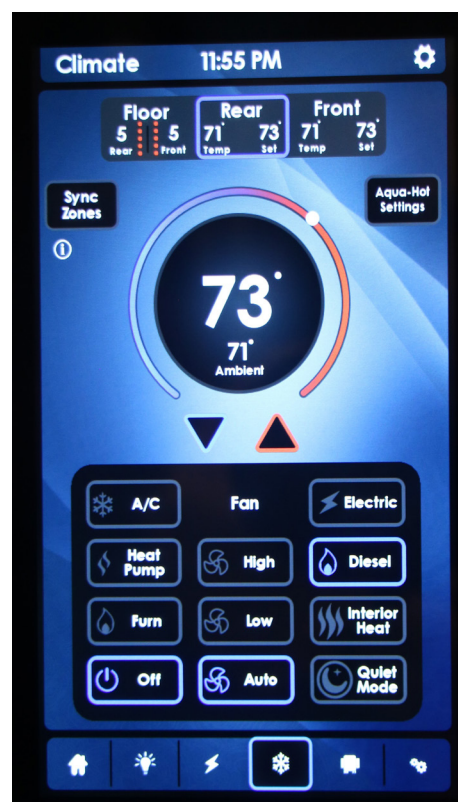 Climate 11:55 PM
Floor Rear Front
5 5 71° 73° 71° 73°
Rear Front Temp Set Temp Set
Sync
Zones
Aqua-Hot
Settings
73°
71°
Ambient
A/C Fan Electric
Heat
Pump
High
Diesel
Furn
Low
Interior
Heat
Off
Auto
Quiet
Mode